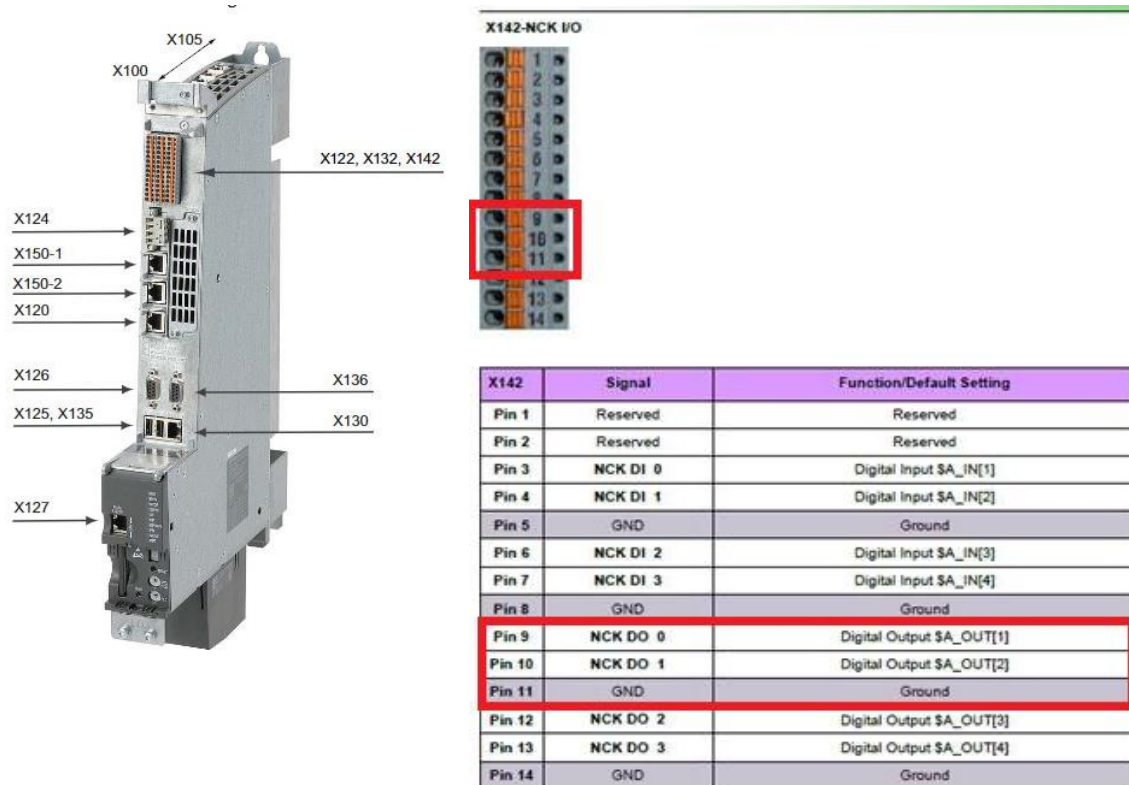 X105
X100
X122, X132, X142
X124
X150-1
X150-2
X120
X126
X136
X125, X135
X130
X127
X142-NCK I/O
1
2
3
4
5
6
7
8
9
10
11
12
13
14
X142 Signal Function/Default Setting
Pin 1 Reserved Reserved
Pin 2 Reserved Reserved
Pin 3 NCK DI 0 Digital Input $A_IN[1]
Pin 4 NCK DI 1 Digital Input $A_IN[2]
Pin 5 GND Ground
Pin 6 NCK DI 2 Digital Input $A_IN[3]
Pin 7 NCK DI 3 Digital Input $A_IN[4]
Pin 8 GND Ground
Pin 9 NCK DO 0 Digital Output $A_OUT[1]
Pin 10 NCK DO 1 Digital Output $A_OUT[2]
Pin 11 GND Ground
Pin 12 NCK DO 2 Digital Output $A_OUT[3]
Pin 13 NCK DO 3 Digital Output $A_OUT[4]
Pin 14 GND Ground